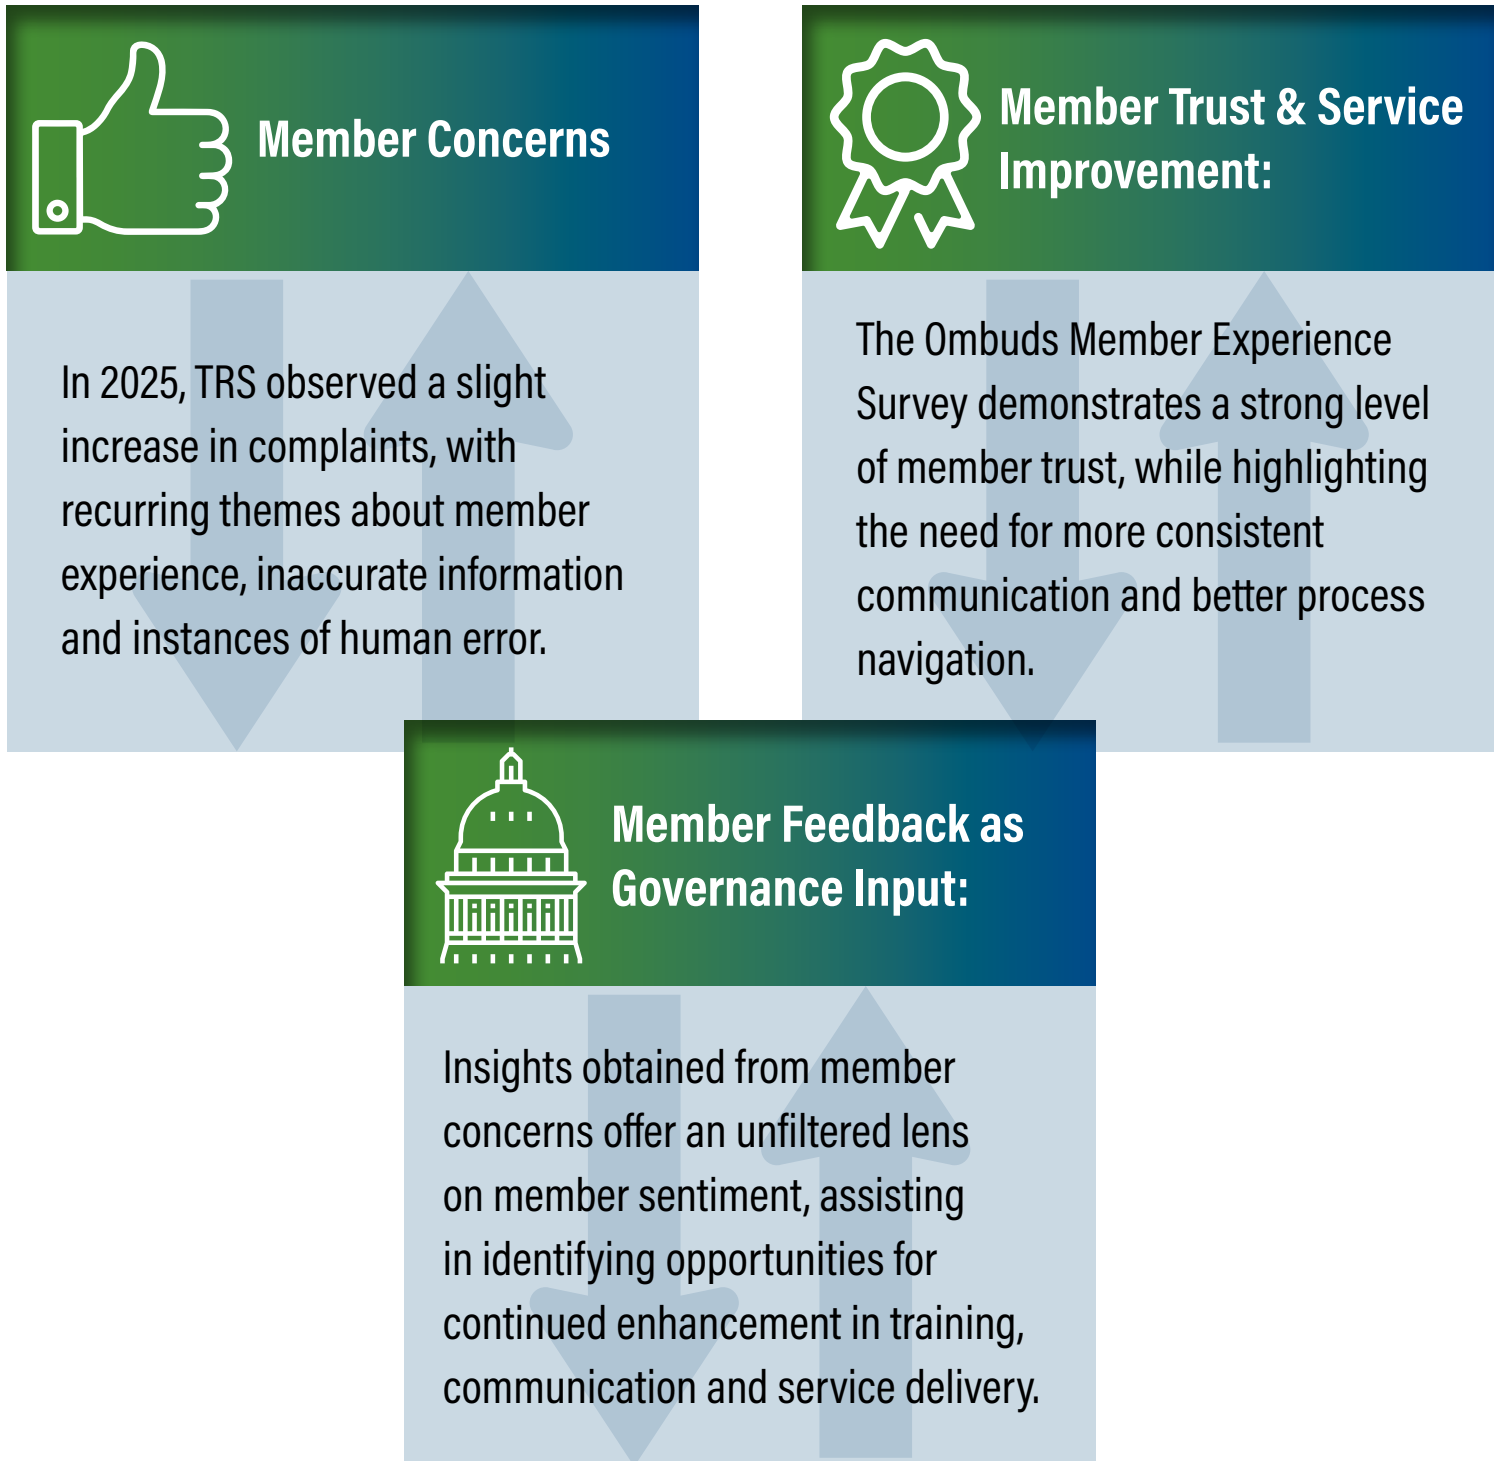 Member Concerns
In 2025, TRS observed a slight
increase in complaints, with
recurring themes about member
experience, inaccurate information
and instances of human error.
Member Trust & Service
Improvement:
The Ombuds Member Experience
Survey demonstrates a strong level
of member trust, while highlighting
the need for more consistent
communication and better process
navigation.
Member Feedback as
Governance Input:
Insights obtained from member
concerns offer an unfiltered lens
on member sentiment, assisting
in identifying opportunities for
continued enhancement in training,
communication and service delivery.